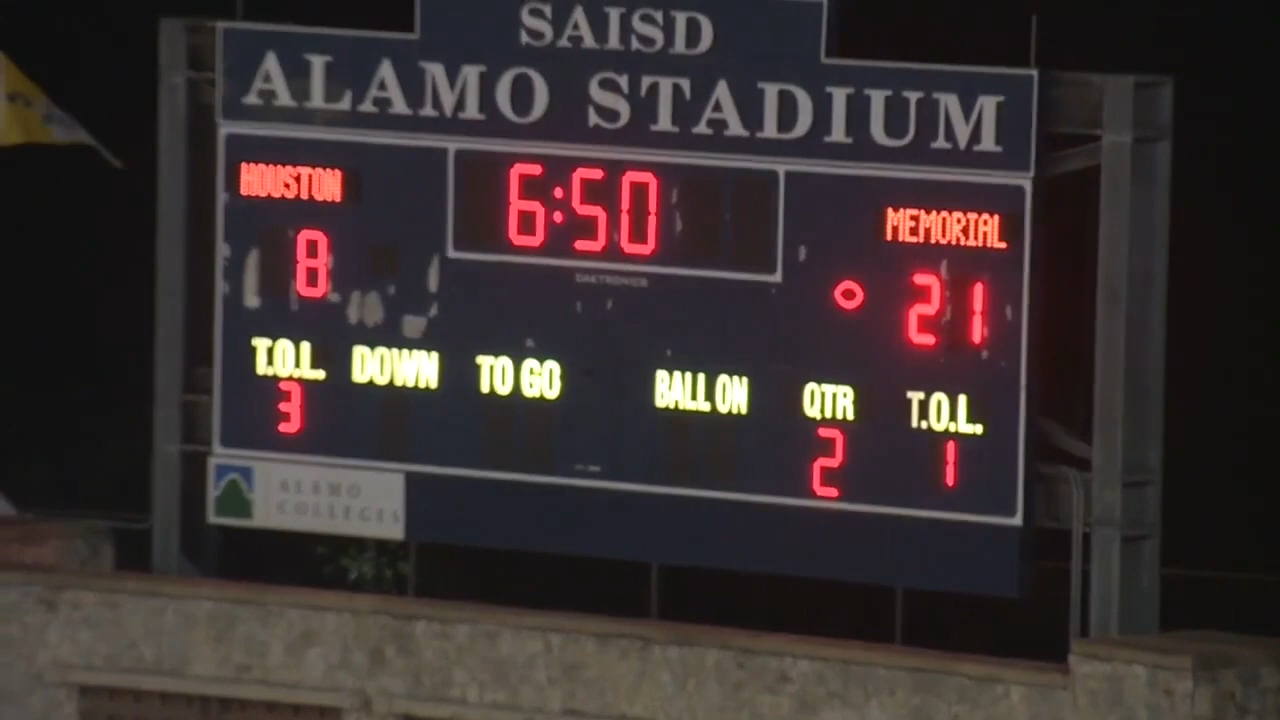 SAISD
ALAMO STADIUM
HOUSTON 6:50 MEMORIAL
8 21
DAKTRONICS
T.O.L. DOWN TO GO BALL ON QTR T.O.L.
3 2 1
ALAMO
COLLEGES